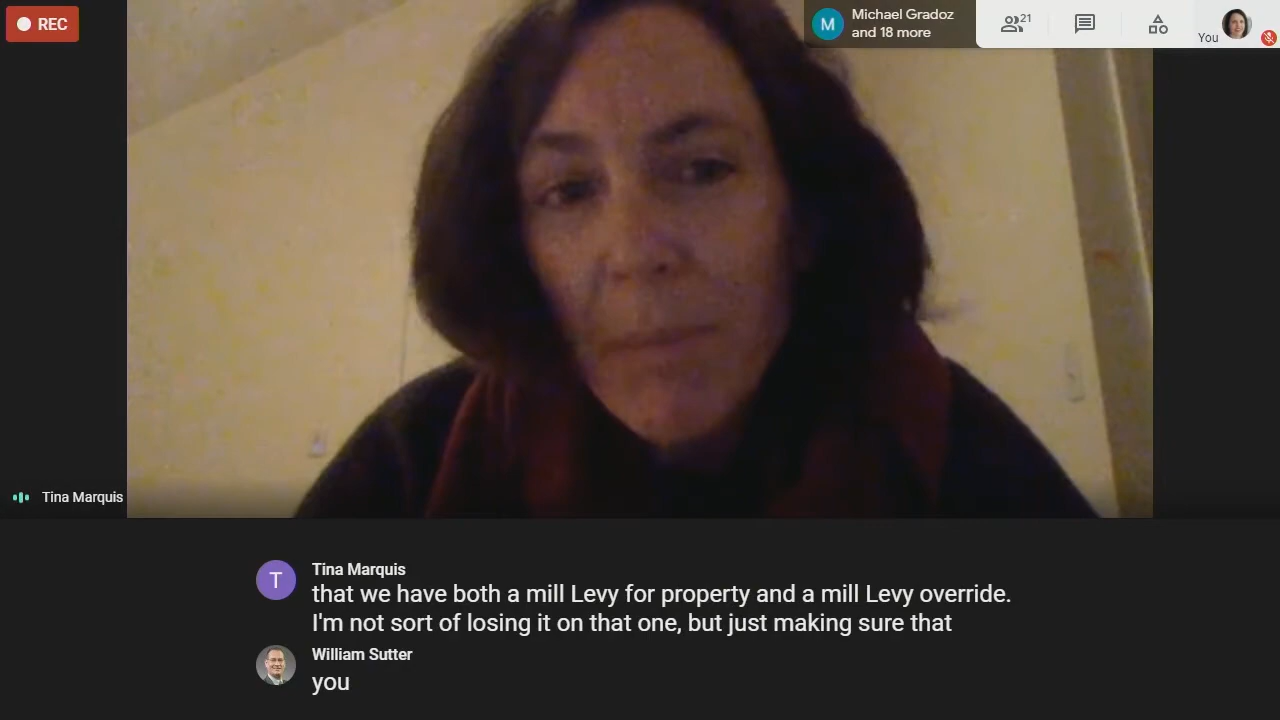 REC
M
Michael Gradoz
and 18 more
21
You
Tina Marquis
T
Tina Marquis
that we have both a mill Levy for property and a mill Levy override.
I'm not sort of losing it on that one, but just making sure that
William Sutter
you